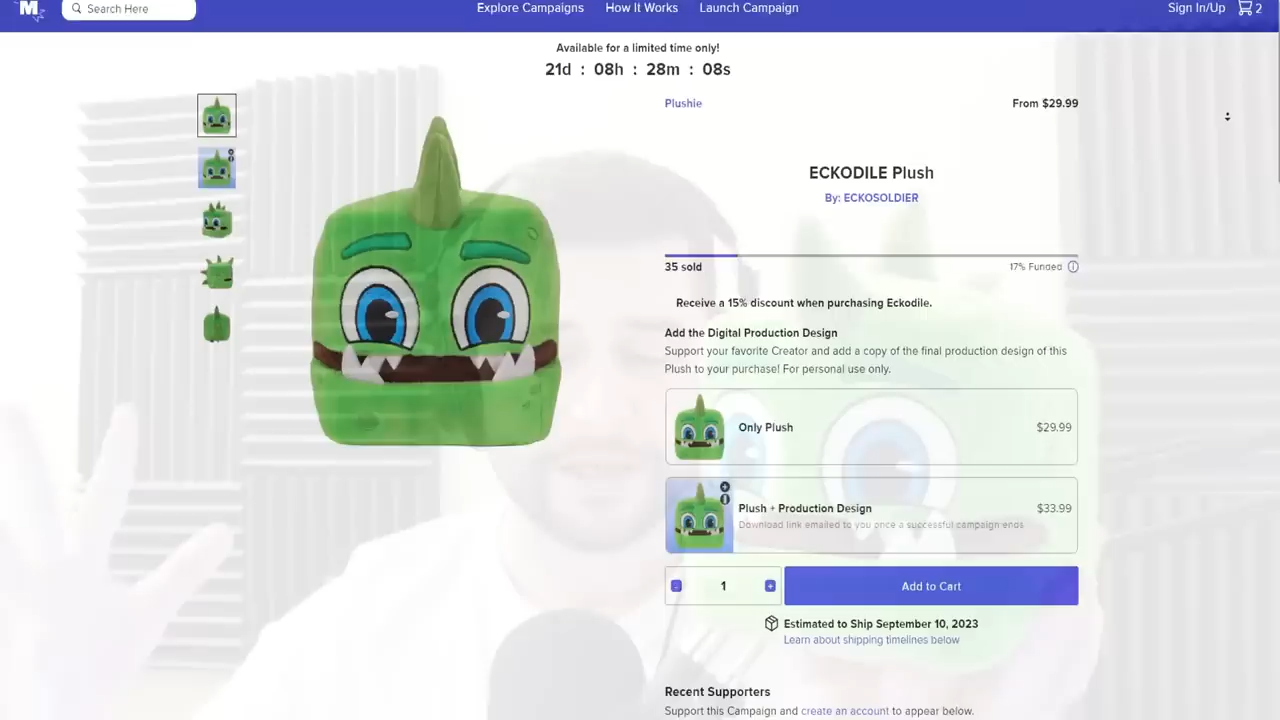 M
Search Here
Explore Campaigns
How It Works
Launch Campaign
Sign In/Up
2
Available for a limited time only!
21d : 08h : 28m : 08s
Plushie
From $29.99
ECKODILE Plush
By: ECKOSOLDIER
35 sold
17% Funded
Receive a 15% discount when purchasing Eckodile.
Add the Digital Production Design
Support your favorite Creator and add a copy of the final production design of this
Plush to your purchase! For personal use only.
Only Plush
$29.99
Plush + Production Design
$33.99
Download link emailed to you once a successful campaign ends
- 1 +
Add to Cart
Estimated to Ship September 10, 2023
Learn about shipping timelines below
Recent Supporters
Support this Campaign and create an account to appear below.